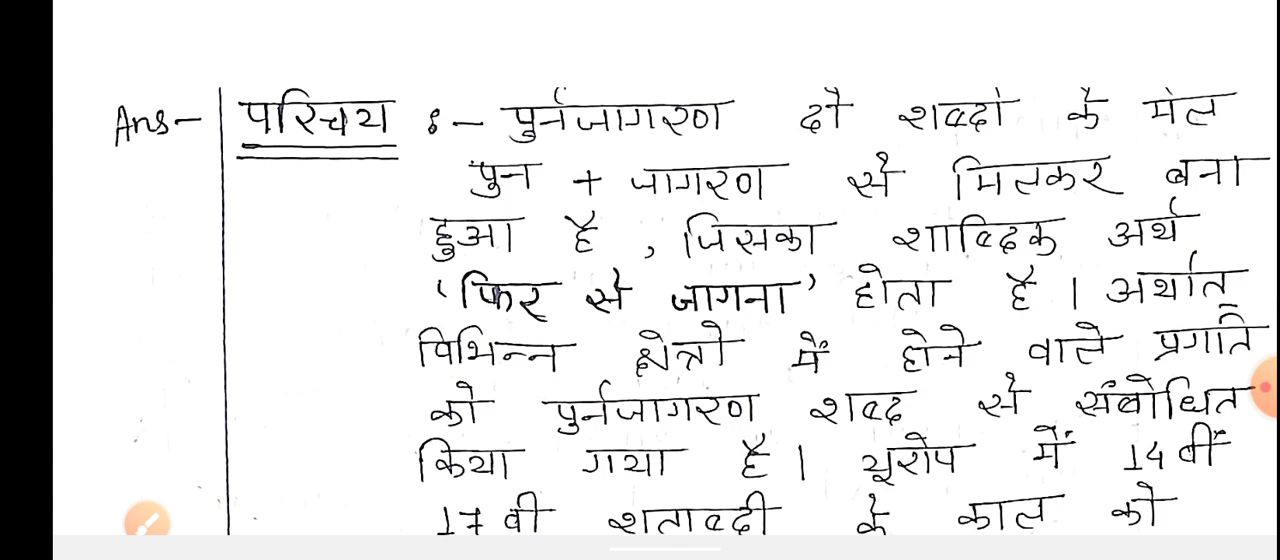 Ans- परिचय :- पुर्नजागरण दो शब्दों के मेल
पुन + जागरण से मिलकर बना
हुआ है, जिसका शाब्दिक अर्थ
'फिर से जागना' होता है । अर्थात्
विभिन्न क्षेत्रो में होने वाले प्रगति
को पुर्नजागरण शब्द से संबोधित
किया गया है । यूरोप में 14वीं
17वी शताब्दी के काल को